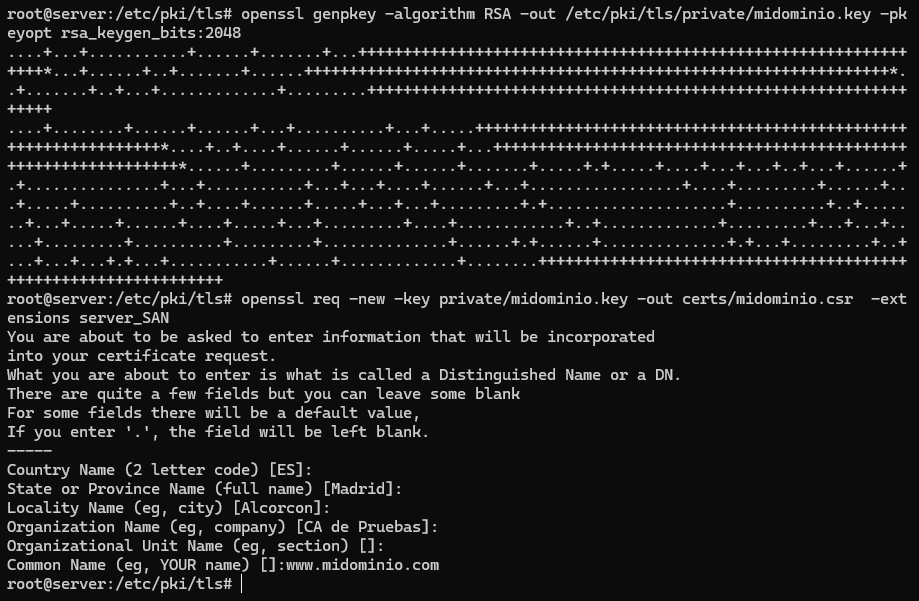 root@server:/etc/pki/tls# openssl genpkey -algorithm RSA -out /etc/pki/tls/private/midominio.key -pk
eyopt rsa_keygen_bits:2048
....+...+...........+......+.......+...+++++++++++++++++++++++++++++++++++++++++++++++++++++++++++++
++++*...+......+..+.......+......+++++++++++++++++++++++++++++++++++++++++++++++++++++++++++++++++*.
.+.......+..+...+.............+.........++++++++++++++++++++++++++++++++++++++++++++++++++++++++++++
+++++
....+........+......+......+...+..........+...+.....++++++++++++++++++++++++++++++++++++++++++++++++
+++++++++++++++++*....+..+....+......+......+.....+...++++++++++++++++++++++++++++++++++++++++++++++
+++++++++++++++++++*......+.........+......+......+.......+.....+.+.....+....+...+...+..+...+......+
.+...............+...+...........+...+...+....+......+...+.................+....+.........+......+..
.+.....+..........+..+....+.....+.....+...+...+.........+.+....................+..........+..+.....
..+...+.....+......+....+.....+...+.........+....+............+..+.............+.........+...+...+..
...+.........+..........+.........+..............+......+.+......+..............+.+...+.........+..+
...+...+...+.+...+...........+......+.............+........+++++++++++++++++++++++++++++++++++++++++
++++++++++++++++++++++++
root@server:/etc/pki/tls# openssl req -new -key private/midominio.key -out certs/midominio.csr  -ext
ensions server_SAN
You are about to be asked to enter information that will be incorporated
into your certificate request.
What you are about to enter is what is called a Distinguished Name or a DN.
There are quite a few fields but you can leave some blank
For some fields there will be a default value,
If you enter '.', the field will be left blank.
-----
Country Name (2 letter code) [ES]:
State or Province Name (full name) [Madrid]:
Locality Name (eg, city) [Alcorcon]:
Organization Name (eg, company) [CA de Pruebas]:
Organizational Unit Name (eg, section) []:
Common Name (eg, YOUR name) []:www.midominio.com
root@server:/etc/pki/tls#